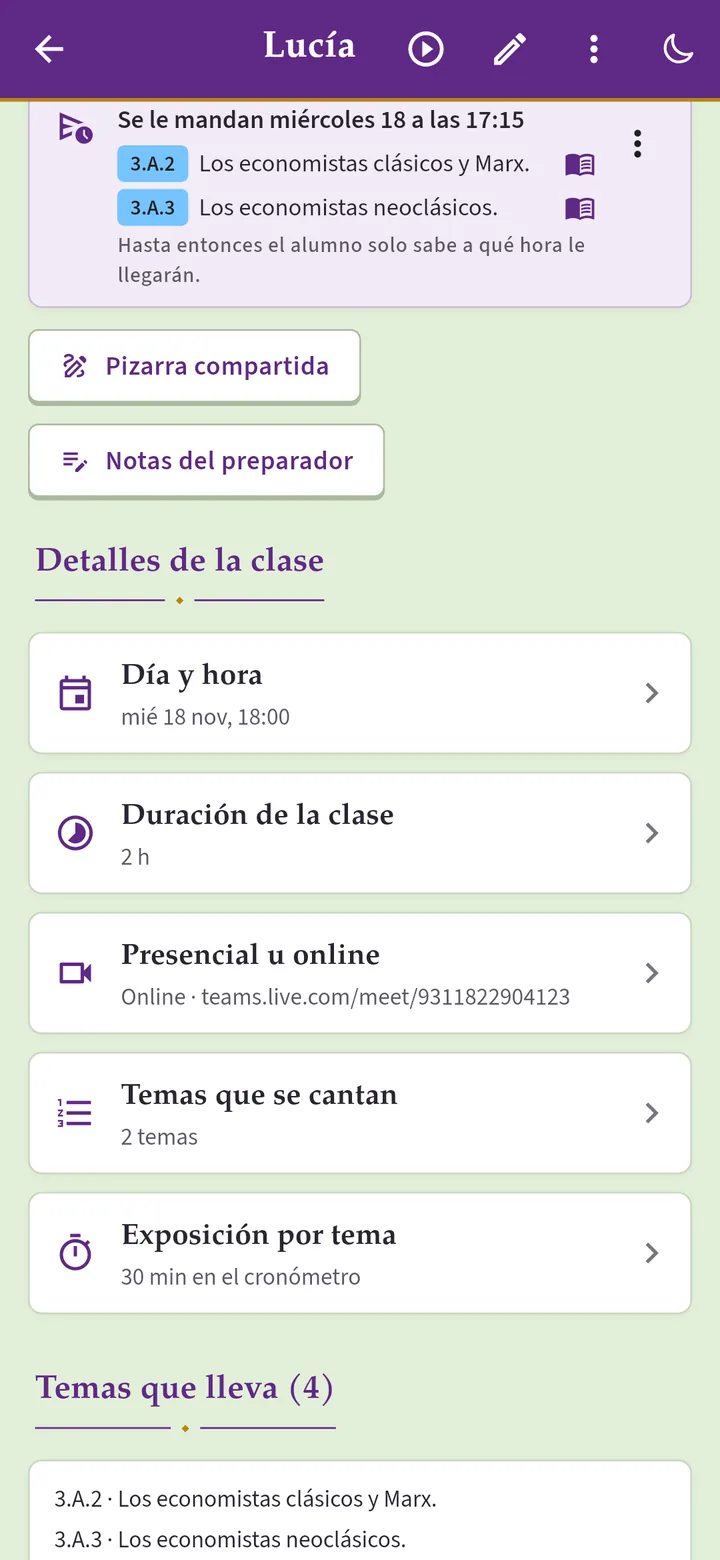 Lucía
Se le mandan miércoles 18 a las 17:15
3.A.2 Los economistas clásicos y Marx.
3.A.3 Los economistas neoclásicos.
Hasta entonces el alumno solo sabe a qué hora le
llegarán.
Pizarra compartida
Notas del preparador
Detalles de la clase
Día y hora
mié 18 nov, 18:00
Duración de la clase
2 h
Presencial u online
Online · teams.live.com/meet/9311822904123
Temas que se cantan
2 temas
Exposición por tema
30 min en el cronómetro
Temas que lleva (4)
3.A.2 · Los economistas clásicos y Marx.
3.A.3 · Los economistas neoclásicos.